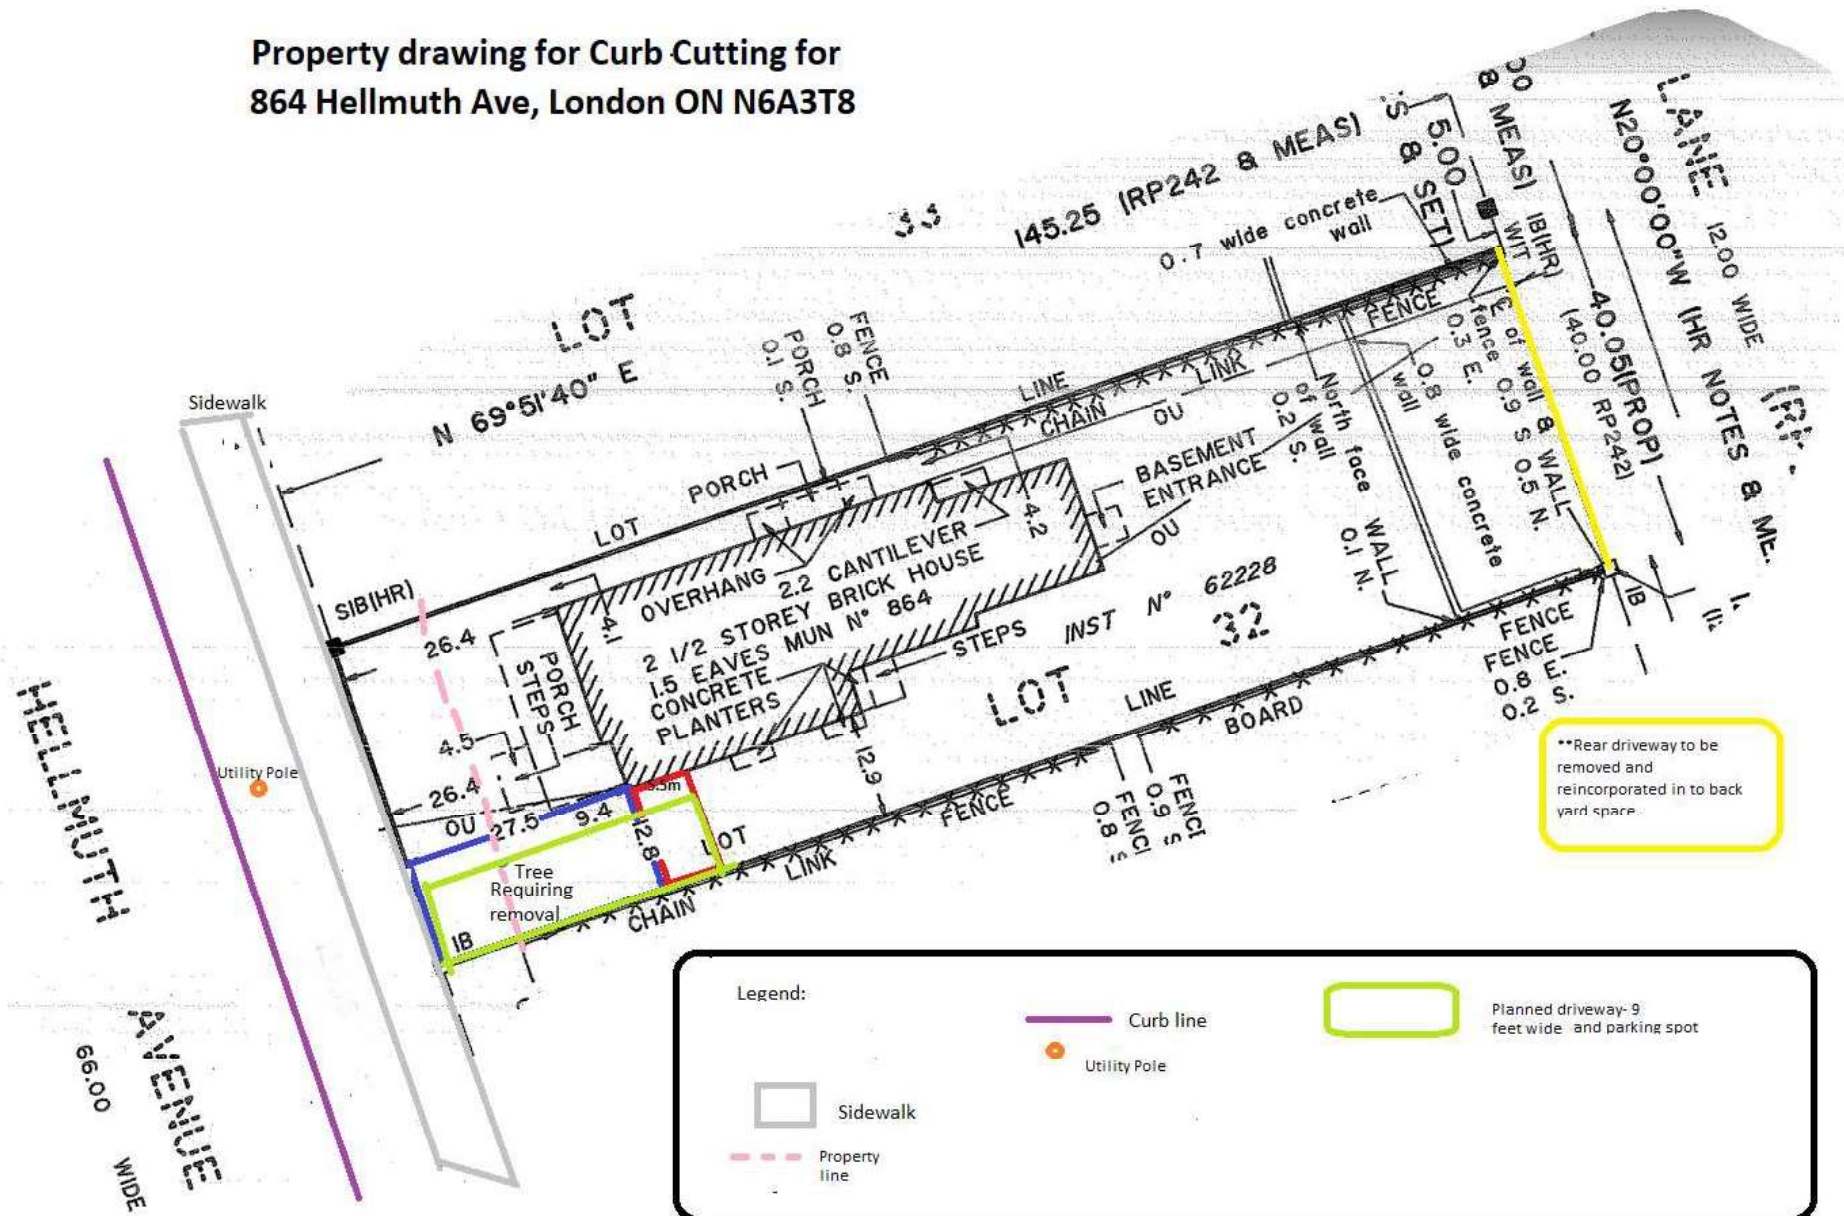 Property drawing for Curb Cutting for
864 Hellmuth Ave, London ON N6A3T8
LANE 12.00 WIDE
N20°00'00"W (HR NOTES &
& MEAS)
5.00
S & SET)
33
145.25 (RP242 & MEAS)
0.7 wide concrete
wall
IB(HR)
WIT
40.05(PROP)
(40.00 RP242)
LOT
N 69°51'40" E
FENCE
0.8 S.
PORCH
0.1 S.
Sidewalk
LINE
CHAIN
LINK
FENCE
OU
℄ of wall &
fence 0.9 S
0.3 E.
WALL
0.5 N.
0.8 wide concrete
wall
North face
of wall
0.2 S.
WALL
0.1 N.
BASEMENT
ENTRANCE
OU
PORCH
LOT
SIB(HR)
26.4
4.1
4.2
OVERHANG
2.2 CANTILEVER
2 1/2 STOREY BRICK HOUSE
1.5 EAVES MUN N° 864
CONCRETE
PLANTERS
PORCH
STEPS
STEPS
INST N° 62228
32
LOT
LINE
BOARD
FENCE
FENCE
0.8 E.
0.2 S.
IB
4.5
26.4
OU
27.5
9.4
12.8
12.9
LOT
LINK
FENCE
CHAIN
0.9 S
0.8 S
IB
Tree
Requiring
removal
Utility Pole
HELLMUTH
AVENUE
66.00 WIDE
**Rear driveway to be
removed and
reincorporated in to back
yard space
Legend:
Curb line
Utility Pole
Sidewalk
Property
line
Planned driveway- 9
feet wide and parking spot